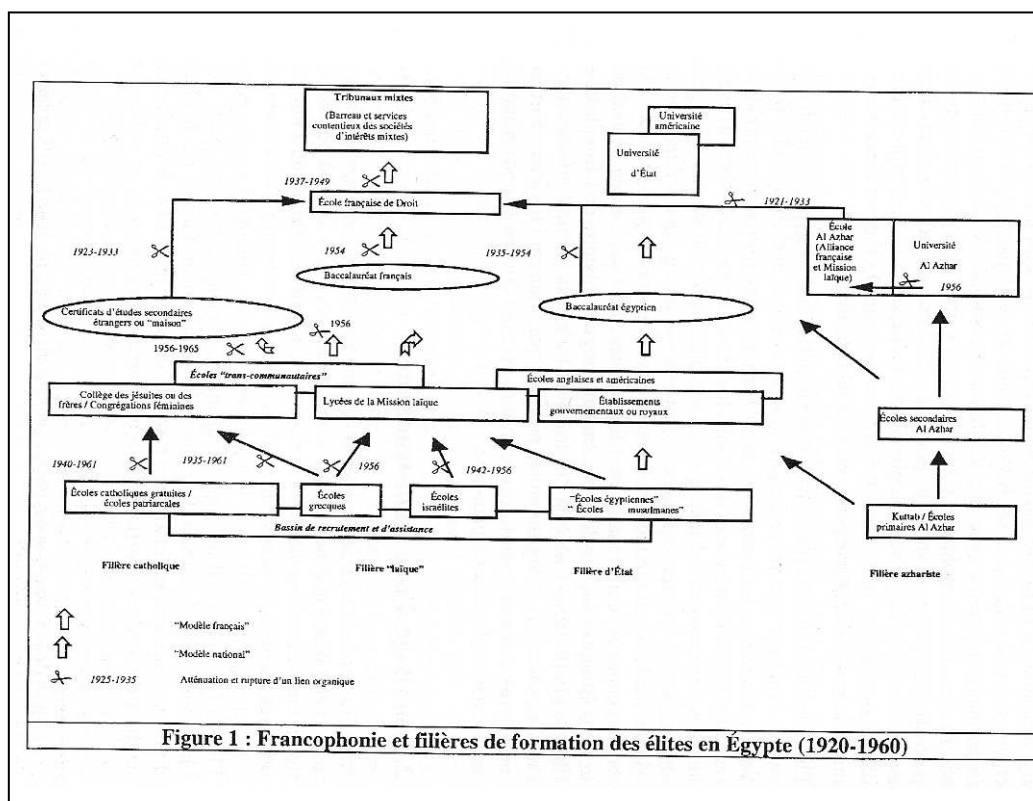 Tribunaux mixtes
(Barreau et services
contentieux des sociétés
d'intérêts mixtes)
Université
américaine
Université
d'État
1937-1949
École française de Droit
1921-1933
1923-1933
1954
1935-1954
École
Al Azhar
(Alliance
française
et Mission
laïque)
Université
Al Azhar
1956
Baccalauréat français
Baccalauréat égyptien
Certificats d'études secondaires
étrangers ou "maison"
1956
1956-1965
Écoles "trans-communautaires"
Écoles anglaises et américaines
Collège des jésuites ou des
frères / Congrégations féminines
Lycées de la Mission laïque
Établissements
gouvernementaux ou royaux
Écoles secondaires
Al Azhar
1940-1961
1935-1961
1956
1942-1956
Écoles catholiques gratuites /
écoles patriarcales
Écoles
grecques
Écoles
israélites
"Écoles égyptiennes"
"Écoles musulmanes"
Kuttab / Écoles
primaires Al Azhar
Bassin de recrutement et d'assistance
Filière catholique
Filière "laïque"
Filière d'État
Filière azhariste
"Modèle français"
"Modèle national"
1925-1935 Atténuation et rupture d'un lien organique
Figure 1 : Francophonie et filières de formation des élites en Égypte (1920-1960)